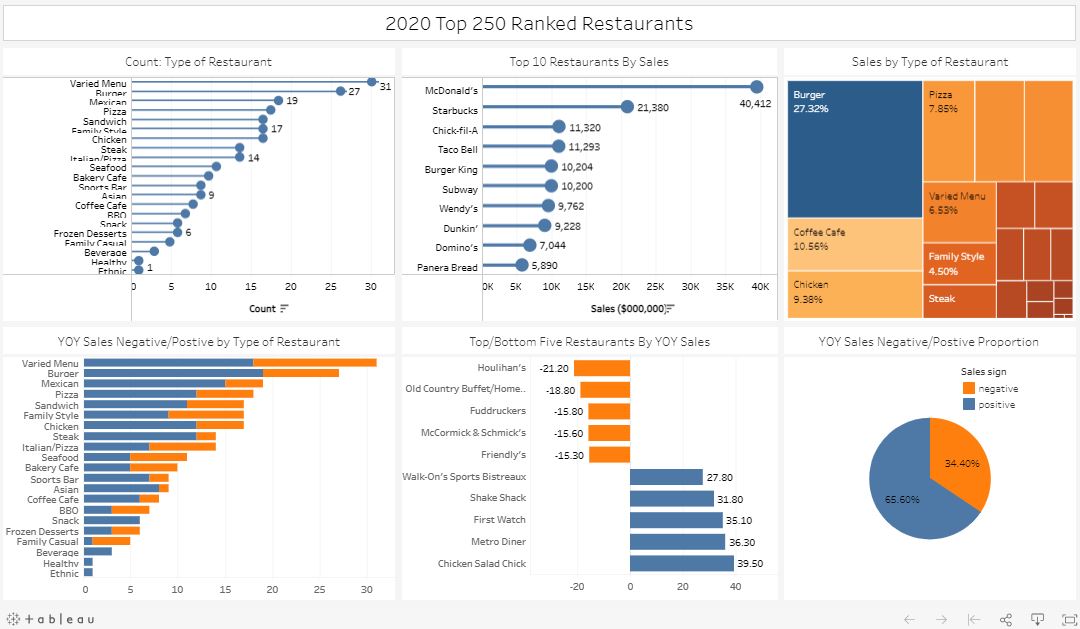 2020 Top 250 Ranked Restaurants
Count: Type of Restaurant
Varied Menu
31
Burger
27
Mexican
19
Pizza
Sandwich
Family Style
17
Chicken
Steak
Italian/Pizza
14
Seafood
Bakery Cafe
Sports Bar
Asian
9
Coffee Cafe
BBQ
Snack
Frozen Desserts
6
Family Casual
Beverage
Healthy
Ethnic
1
0 5 10 15 20 25 30
Count
Top 10 Restaurants By Sales
McDonald's
40,412
Starbucks
21,380
Chick-fil-A
11,320
Taco Bell
11,293
Burger King
10,204
Subway
10,200
Wendy's
9,762
Dunkin'
9,228
Domino's
7,044
Panera Bread
5,890
0K 5K 10K 15K 20K 25K 30K 35K 40K
Sales ($000,000)
Sales by Type of Restaurant
Burger
27.32%
Coffee Cafe
10.56%
Chicken
9.38%
Pizza
7.85%
Varied Menu
6.53%
Family Style
4.50%
Steak
YOY Sales Negative/Postive by Type of Restaurant
Varied Menu
Burger
Mexican
Pizza
Sandwich
Family Style
Chicken
Steak
Italian/Pizza
Seafood
Bakery Cafe
Sports Bar
Asian
Coffee Cafe
BBQ
Snack
Frozen Desserts
Family Casual
Beverage
Healthy
Ethnic
0 5 10 15 20 25 30
Top/Bottom Five Restaurants By YOY Sales
Houlihan's
-21.20
Old Country Buffet/Home..
-18.80
Fuddruckers
-15.80
McCormick & Schmick's
-15.60
Friendly's
-15.30
Walk-On's Sports Bistreaux
27.80
Shake Shack
31.80
First Watch
35.10
Metro Diner
36.30
Chicken Salad Chick
39.50
-20 0 20 40
YOY Sales Negative/Postive Proportion
Sales sign
negative
positive
34.40%
65.60%
+ableau